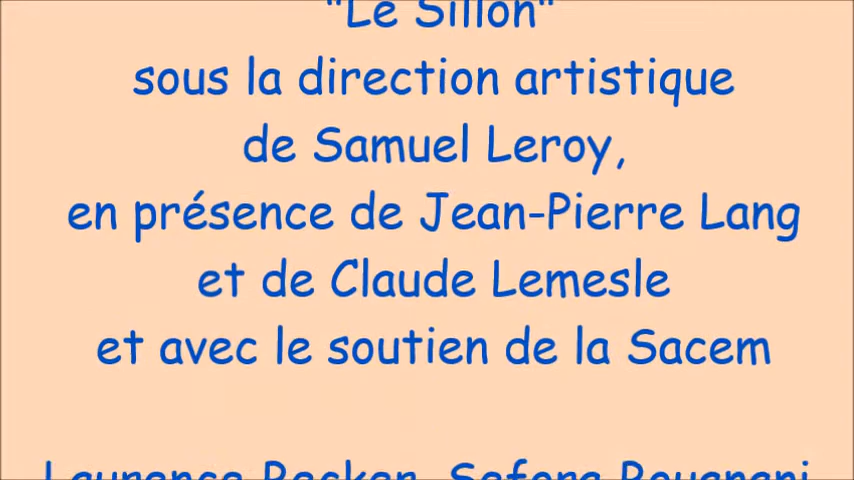 "Le Sillon"
sous la direction artistique
de Samuel Leroy,
en présence de Jean-Pierre Lang
et de Claude Lemesle
et avec le soutien de la Sacem
Laurence